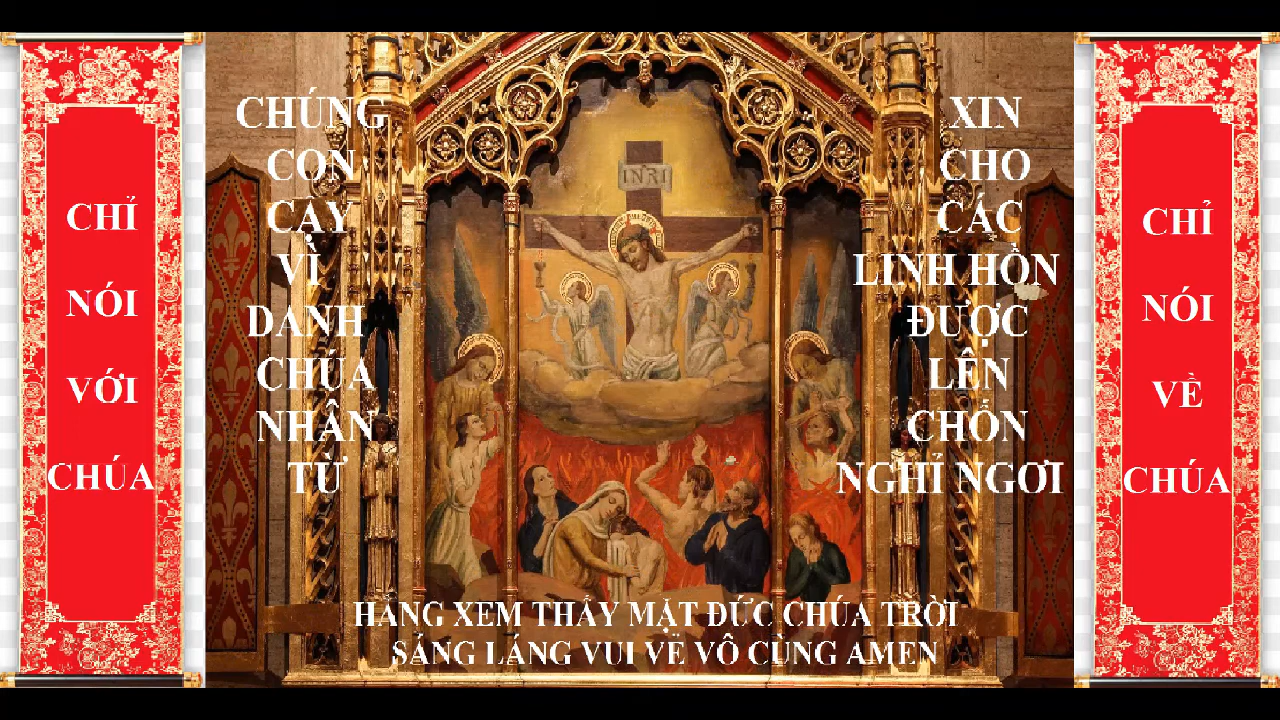 CHỈ
NÓI
VỚI
CHÚA
CHÚNG
CON
CẬY
VÌ
DANH
CHÚA
NHÂN
TỪ
INRI
XIN
CHO
CÁC
LINH HỒN
ĐƯỢC
LÊN
CHỐN
NGHỈ NGƠI
HẰNG XEM THẤY MẶT ĐỨC CHÚA TRỜI
SÁNG LÁNG VUI VẺ VÔ CÙNG AMEN
CHỈ
NÓI
VỀ
CHÚA